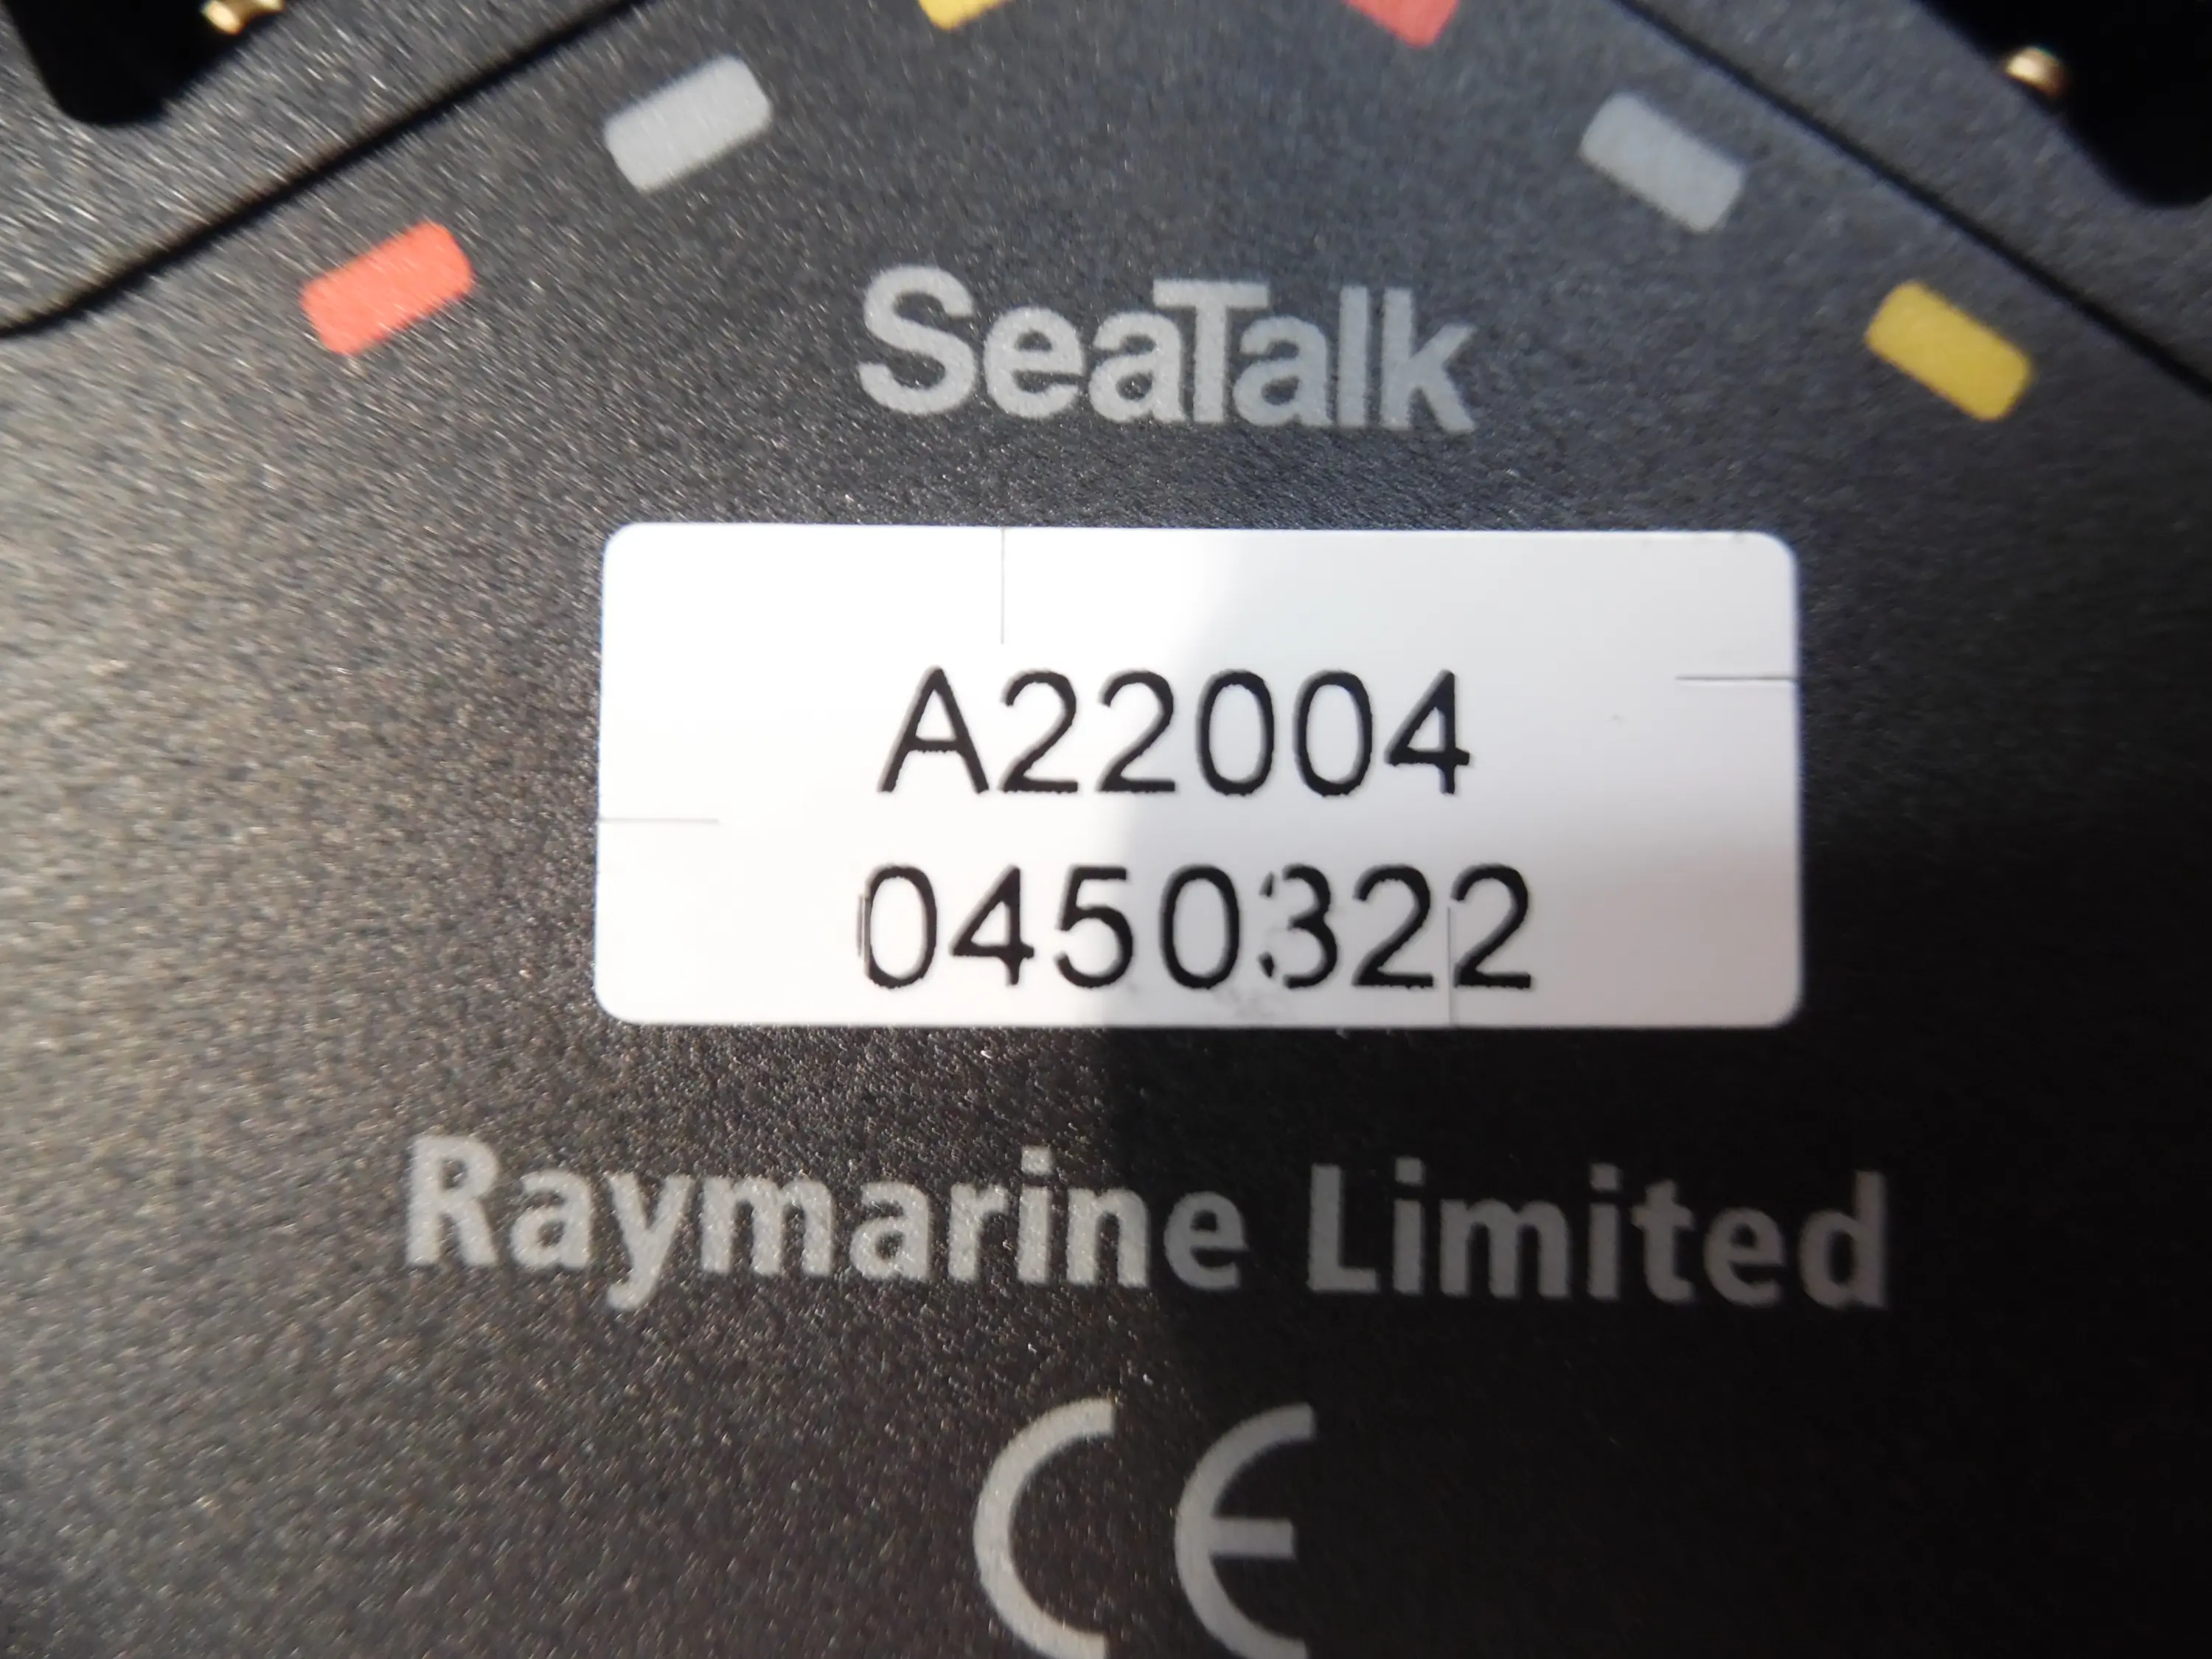 SeaTalk
A22004
0450322
Raymarine Limited
CE